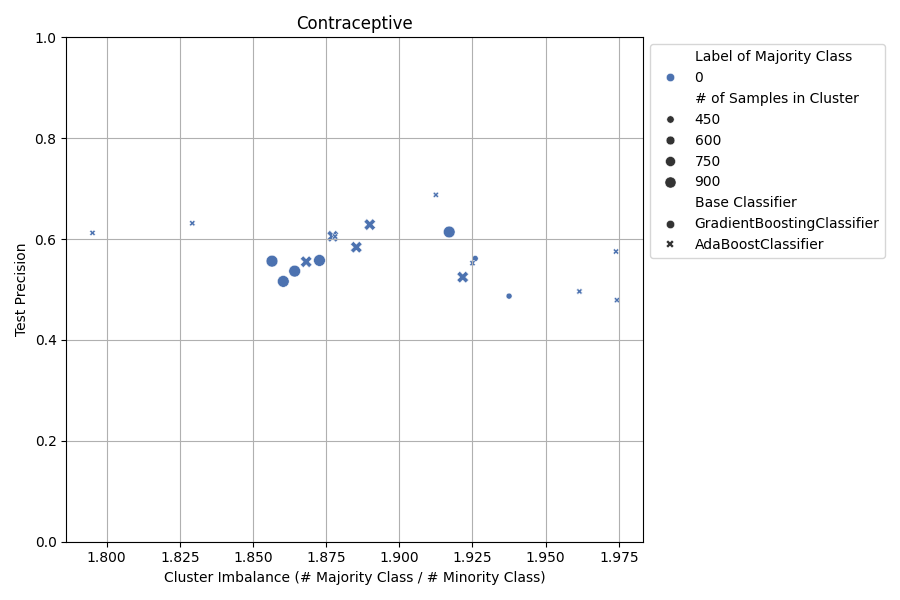 Contraceptive
1.0
0.8
0.6
0.4
0.2
0.0
Test Precision
1.800
1.825
1.850
1.875
1.900
1.925
1.950
1.975
Cluster Imbalance (# Majority Class / # Minority Class)
Label of Majority Class
0
# of Samples in Cluster
450
600
750
900
Base Classifier
GradientBoostingClassifier
AdaBoostClassifier